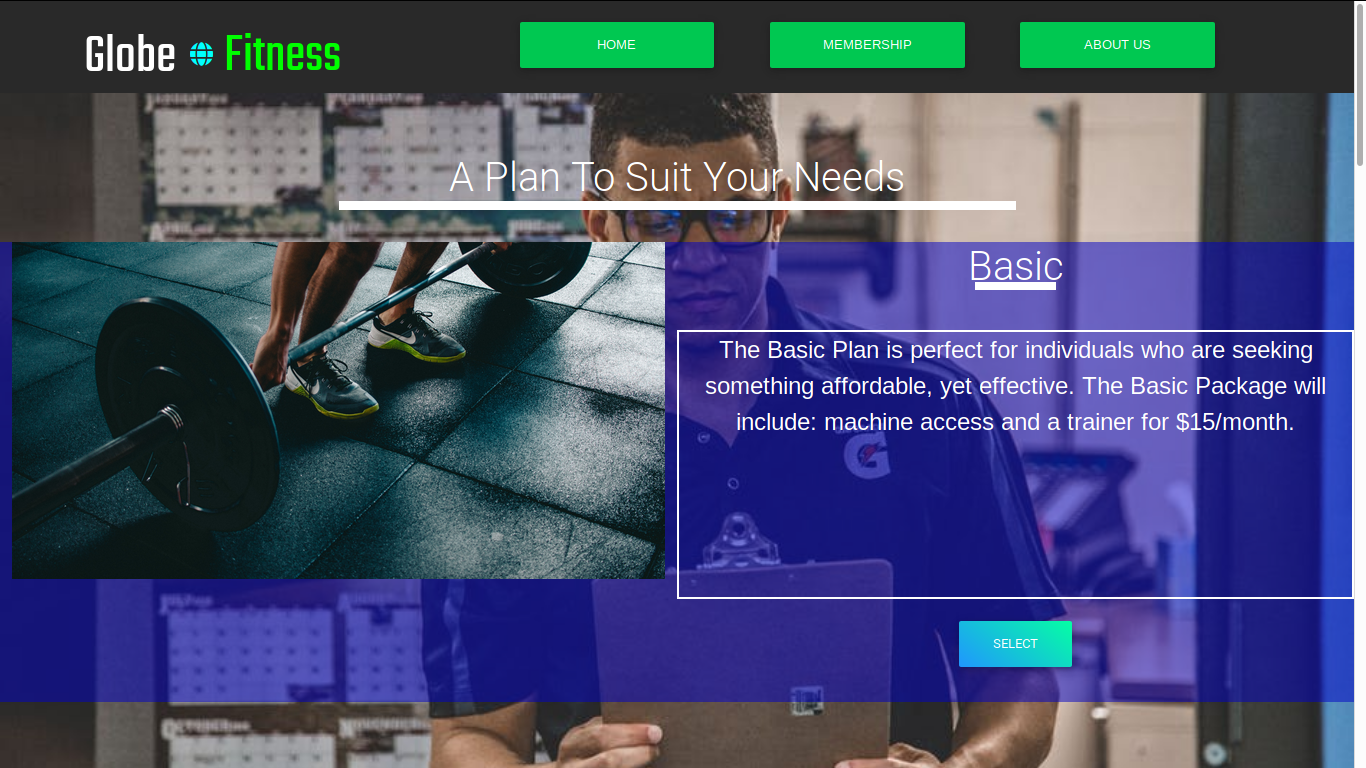 Globe Fitness
HOME
MEMBERSHIP
ABOUT US
A Plan To Suit Your Needs
Basic
The Basic Plan is perfect for individuals who are seeking
something affordable, yet effective. The Basic Package will
include: machine access and a trainer for $15/month.
G
SELECT